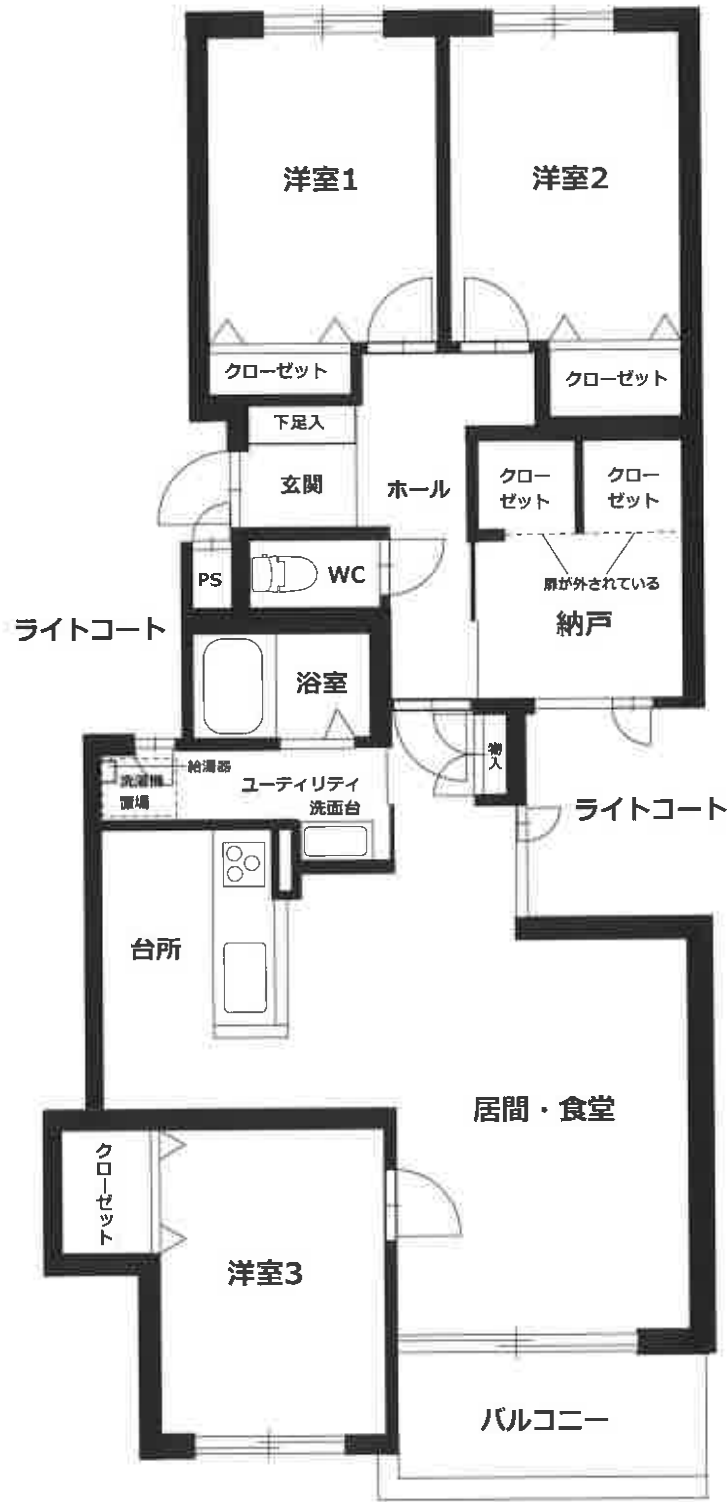 洋室1
洋室2
クローゼット
クローゼット
下足入
玄関
ホール
クロー
ゼット
クロー
ゼット
PS
WC
扉が外されている
納戸
ライトコート
浴室
物入
給湯器
洗濯機
置場
ユーティリティ
洗面台
ライトコート
台所
居間・食堂
クローゼット
洋室3
バルコニー